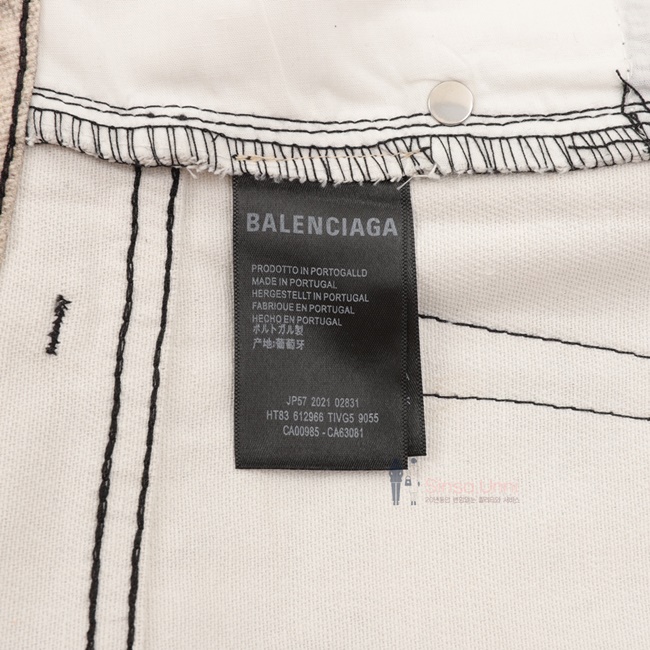 BALENCIAGA
PRODOTTO IN PORTOGALLD
MADE IN PORTUGAL
HERGESTELLT IN PORTUGAL
FABRIQUE EN PORTUGAL
HECHO EN PORTUGAL
ポルトガル製
产地:葡萄牙
JP57 2021 02831
HT83 612966 TIVG5 9055
CA00985 - CA63081